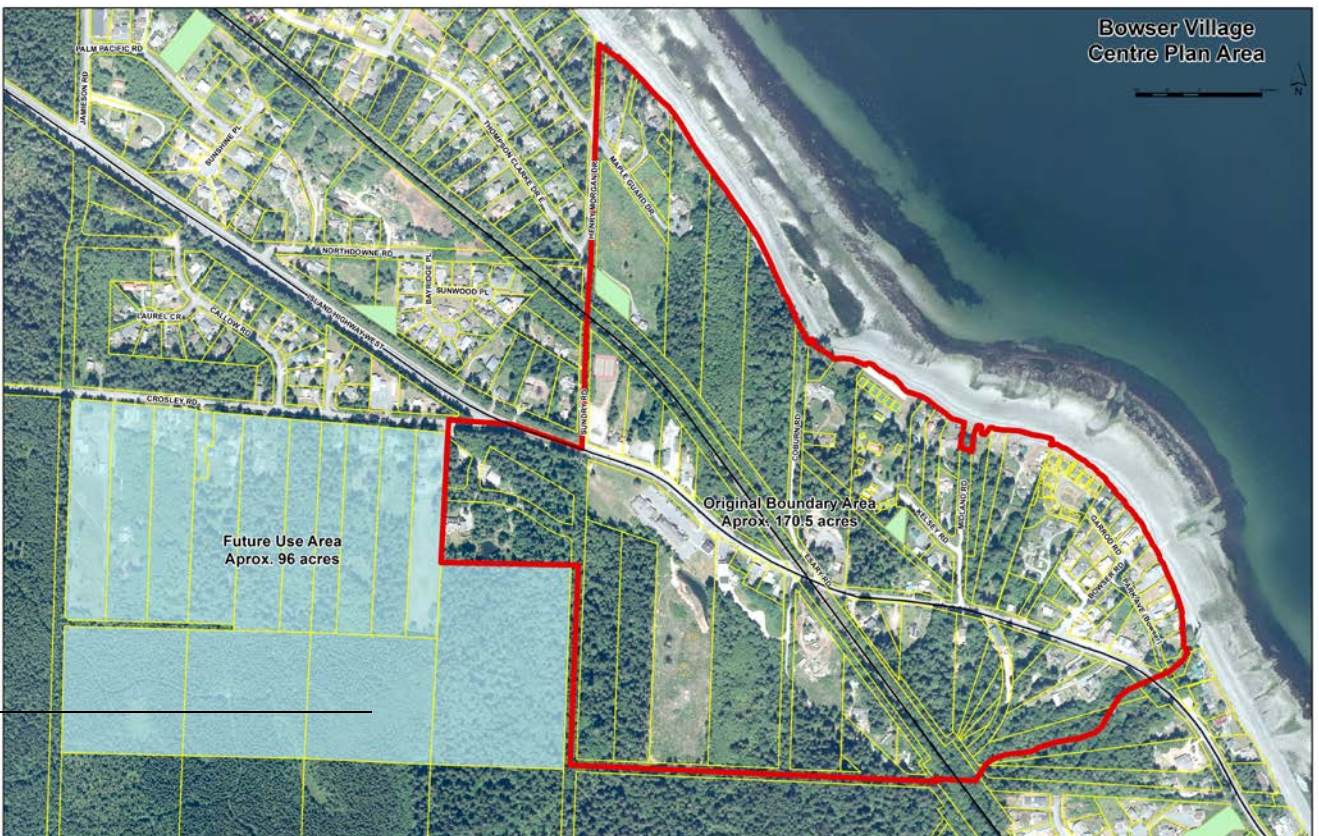 Bowser Village
Centre Plan Area
N
PALM PACIFIC RD
JAMIESON RD
SUNSHINE PL
THOMPSON CLARKE DR E
MAPLE GUARD DR
HENRY MORGAN DR
NORTHDOWNE RD
BAYRIDGE PL
SUNWOOD PL
ISLAND HIGHWAY WEST
LAUREL CR
CALLOW RD
CROSLEY RD
SUNDRY RD
COBURN RD
Original Boundary Area
Aprox. 170.5 acres
MIDLAND RD
KELSEY RD
GARROD RD
BOWSER RD
PARK AVE (Bowser)
Future Use Area
Aprox. 96 acres